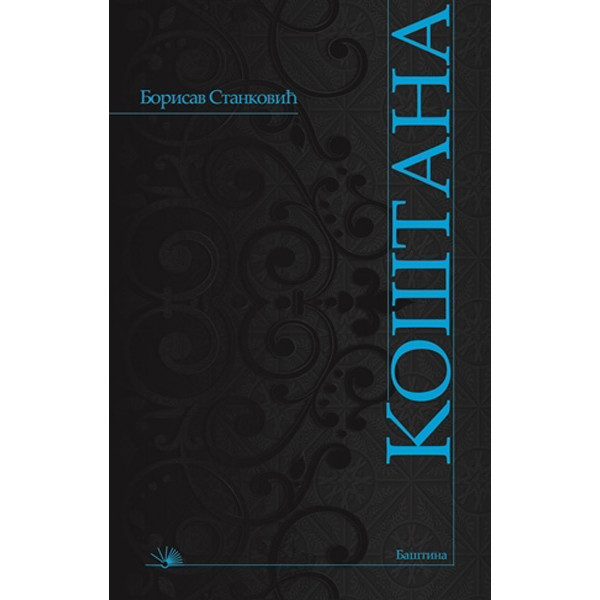 Борисав Станковић
КОШТАНА
Баштина